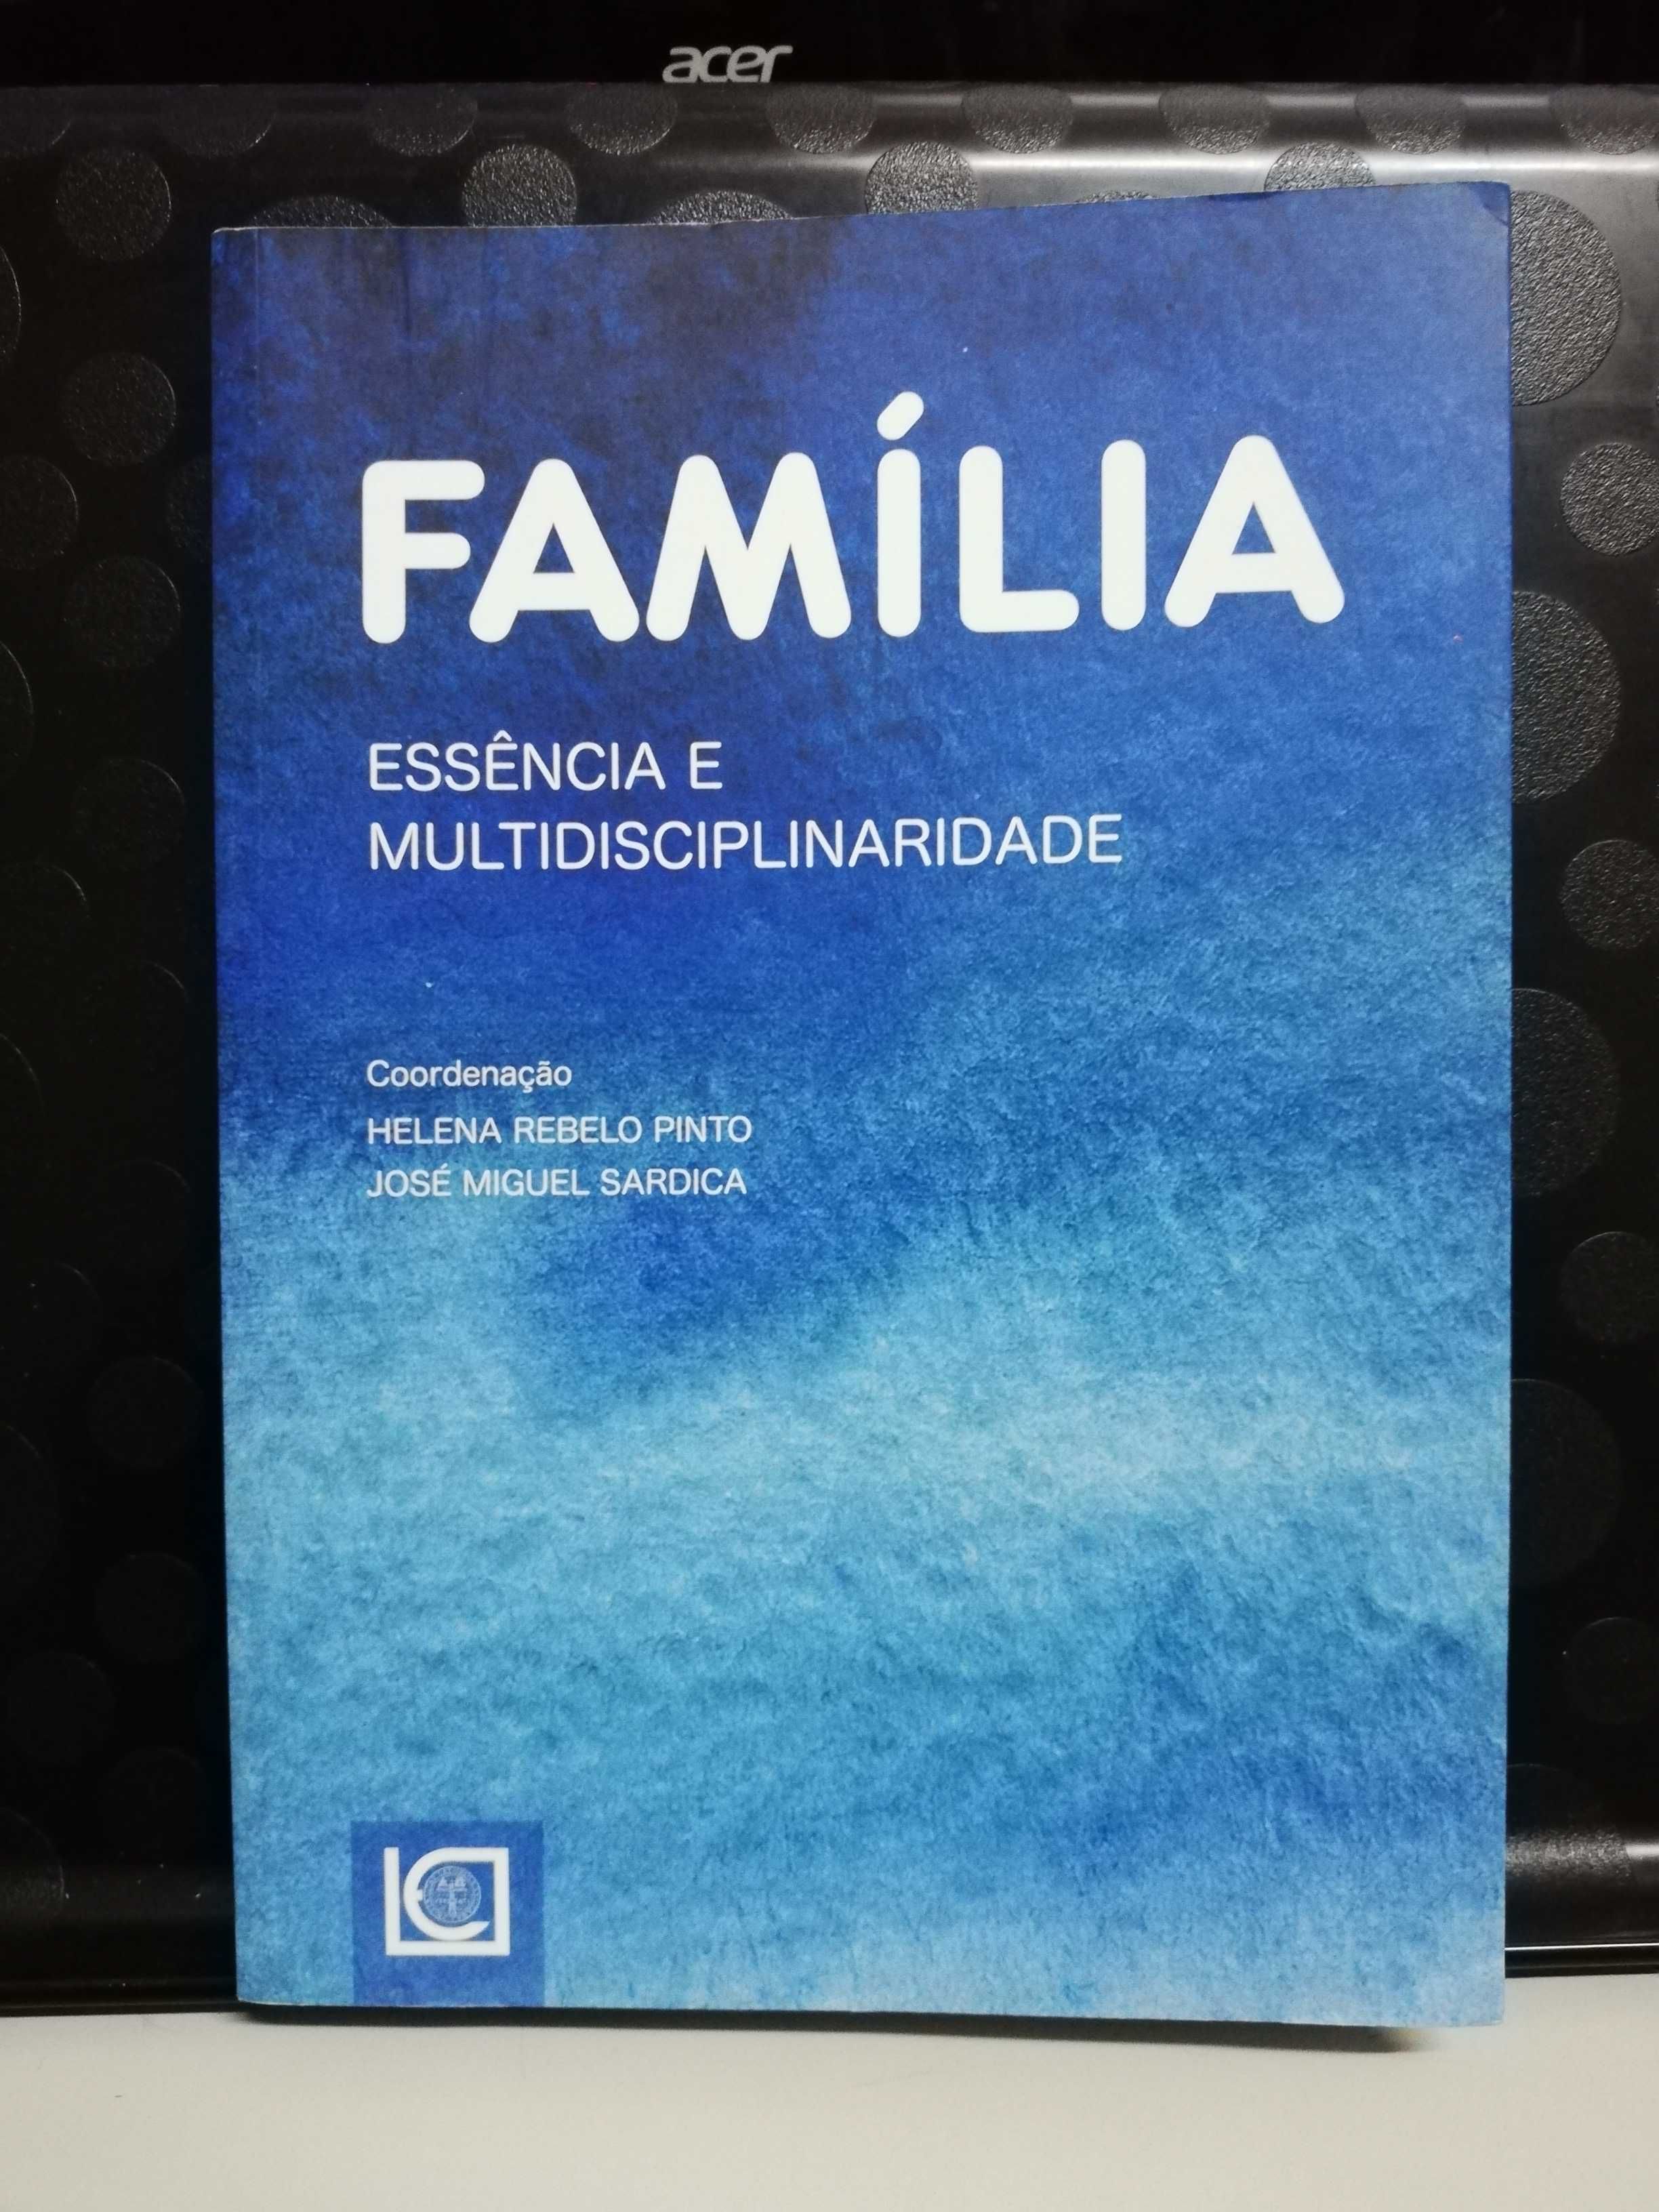 acer
FAMÍLIA
ESSÊNCIA E
MULTIDISCIPLINARIDADE
Coordenação
HELENA REBELO PINTO
JOSÉ MIGUEL SARDICA